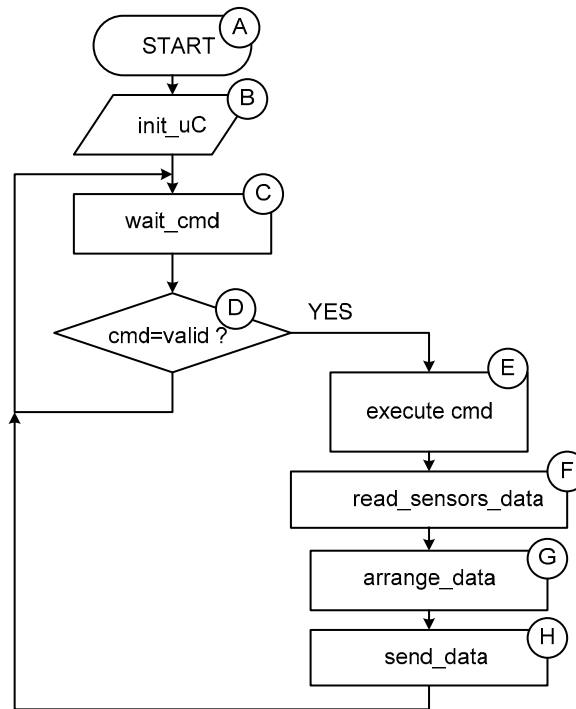 A
START
B
init_uC
C
wait_cmd
D
cmd=valid ?
YES
E
execute cmd
F
read_sensors_data
G
arrange_data
H
send_data